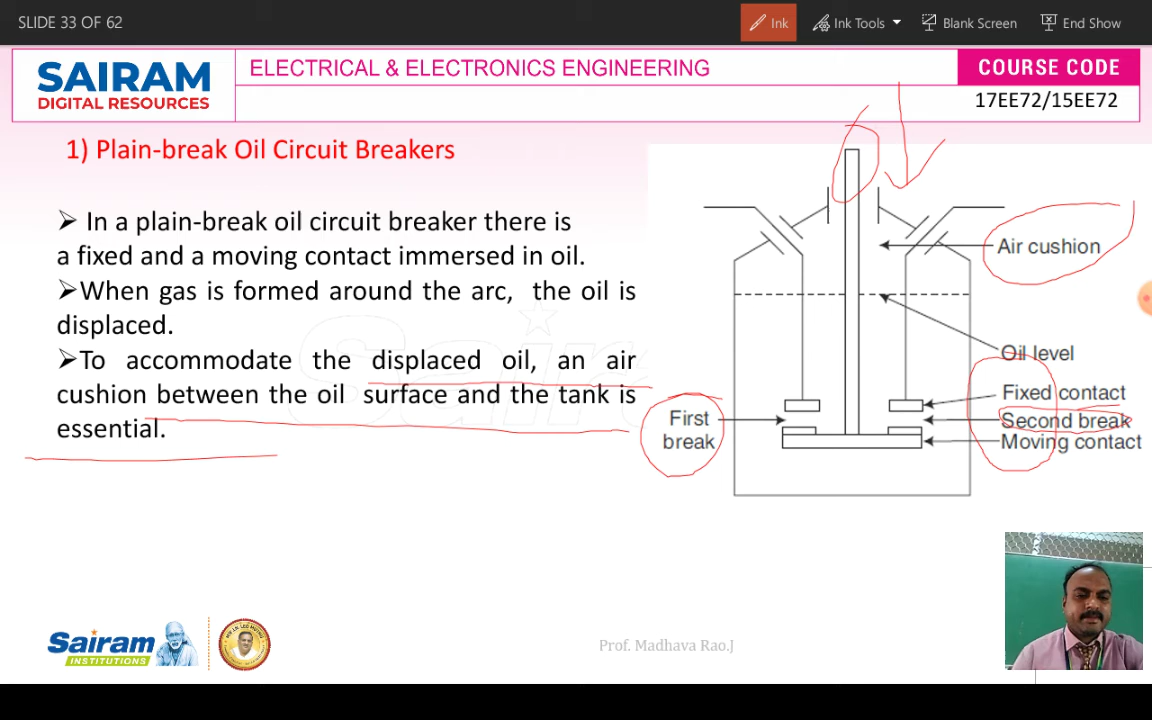 SLIDE 33 OF 62
Ink
Ink Tools
Blank Screen
End Show
SAIRAM
DIGITAL RESOURCES
ELECTRICAL & ELECTRONICS ENGINEERING
COURSE CODE
17EE72/15EE72
1) Plain-break Oil Circuit Breakers
➢ In a plain-break oil circuit breaker there is
a fixed and a moving contact immersed in oil.
➢When gas is formed around the arc, the oil is
displaced.
➢To accommodate the displaced oil, an air
cushion between the oil surface and the tank is
essential.
Air cushion
Oil level
Fixed contact
First
break
Second break
Moving contact
Sairam
INSTITUTIONS
Prof. Madhava Rao.J